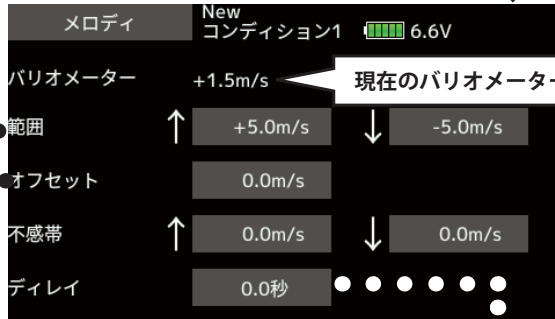 メロディ
New
コンディション1 6.6V
バリオメーター +1.5m/s
現在のバリオメーター
範囲 ↑ +5.0m/s ↓ -5.0m/s
オフセット 0.0m/s
不感帯 ↑ 0.0m/s ↓ 0.0m/s
ディレイ 0.0秒